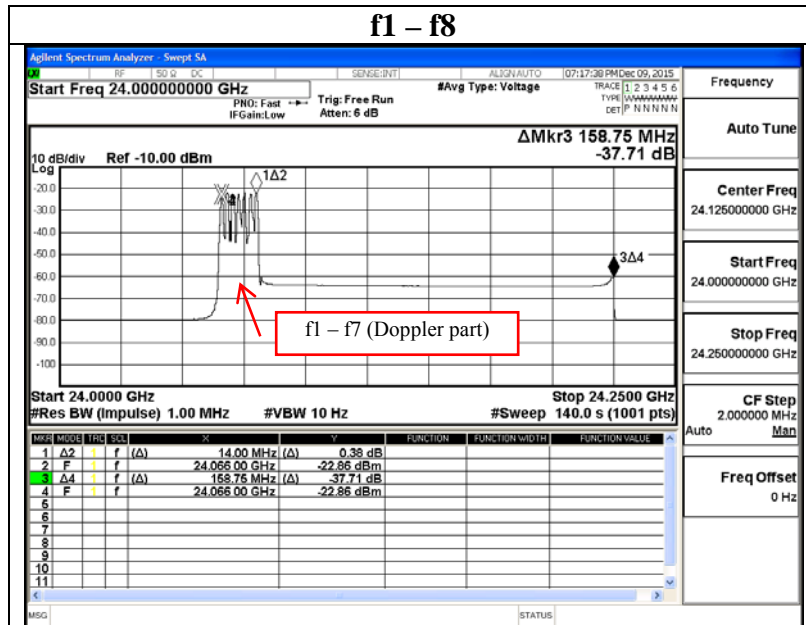 f1 – f8
Agilent Spectrum Analyzer - Swept SA
RF 50 Ω DC SENSE:INT ALIGNAUTO 07:17:38 PM Dec 09, 2015
Start Freq 24.000000000 GHz
PNO: Fast
IFGain:Low
Trig: Free Run
Atten: 6 dB
#Avg Type: Voltage
TRACE 1 2 3 4 5 6
TYPE
DET P N N N N N
ΔMkr3 158.75 MHz
-37.71 dB
10 dB/div Ref -10.00 dBm
Log
-20.0
-30.0
-40.0
-50.0
-60.0
-70.0
-80.0
-90.0
-100
1Δ2
3Δ4
f1 – f7 (Doppler part)
Start 24.0000 GHz Stop 24.2500 GHz
#Res BW (Impulse) 1.00 MHz #VBW 10 Hz #Sweep 140.0 s (1001 pts)
MKR MODE TRC SCL X Y FUNCTION FUNCTION WIDTH FUNCTION VALUE
1 Δ2 1 f (Δ) 14.00 MHz (Δ) 0.38 dB
2 F 1 f 24.066 00 GHz -22.86 dBm
3 Δ4 1 f (Δ) 158.75 MHz (Δ) -37.71 dB
4 F 1 f 24.066 00 GHz -22.86 dBm
5
6
7
8
9
10
11
MSG STATUS
Frequency
Auto Tune
Center Freq
24.125000000 GHz
Start Freq
24.000000000 GHz
Stop Freq
24.250000000 GHz
CF Step
2.000000 MHz
Auto Man
Freq Offset
0 Hz